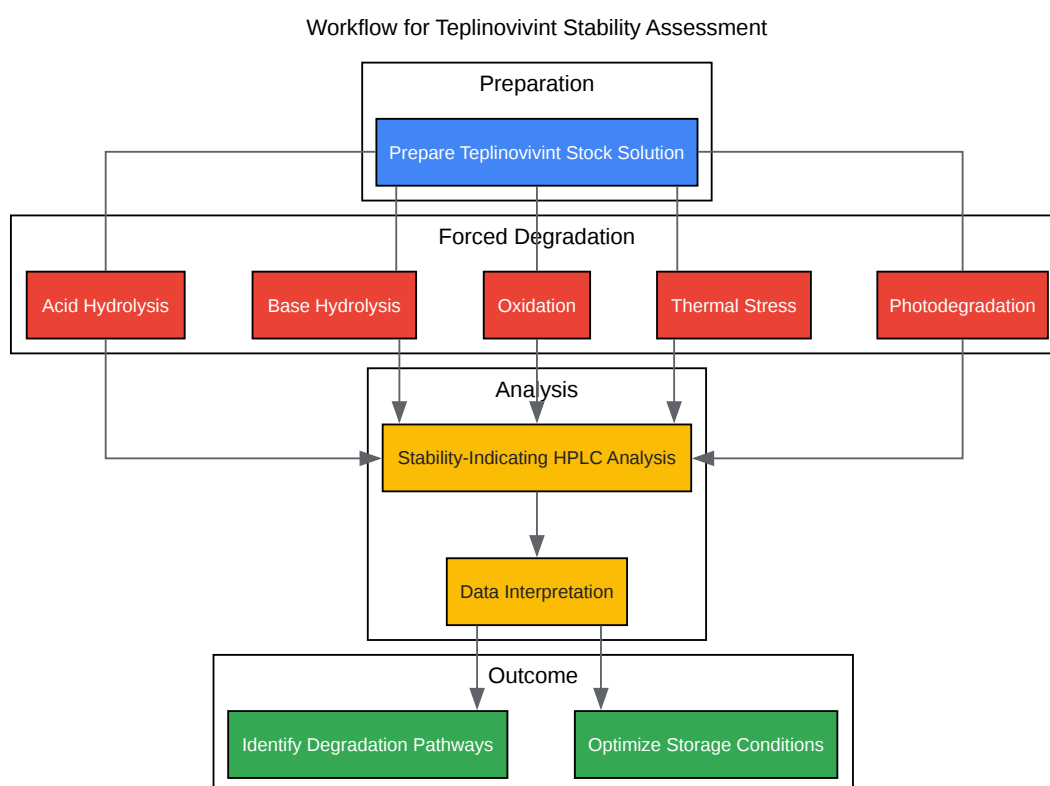 Workflow for Teplinovivint Stability Assessment
Preparation
Prepare Teplinovivint Stock Solution
Forced Degradation
Acid Hydrolysis
Base Hydrolysis
Oxidation
Thermal Stress
Photodegradation
Analysis
Stability-Indicating HPLC Analysis
Data Interpretation
Outcome
Identify Degradation Pathways
Optimize Storage Conditions